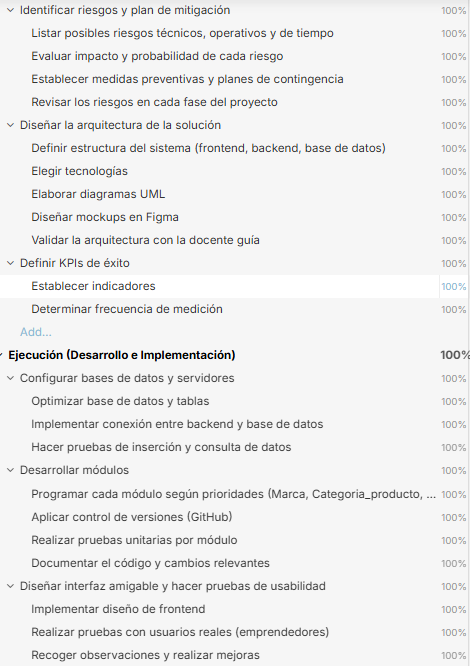 Identificar riesgos y plan de mitigación 100%
Listar posibles riesgos técnicos, operativos y de tiempo 100%
Evaluar impacto y probabilidad de cada riesgo 100%
Establecer medidas preventivas y planes de contingencia 100%
Revisar los riesgos en cada fase del proyecto 100%
Diseñar la arquitectura de la solución 100%
Definir estructura del sistema (frontend, backend, base de datos) 100%
Elegir tecnologías 100%
Elaborar diagramas UML 100%
Diseñar mockups en Figma 100%
Validar la arquitectura con la docente guía 100%
Definir KPIs de éxito 100%
Establecer indicadores 100%
Determinar frecuencia de medición 100%
Add...
Ejecución (Desarrollo e Implementación) 100%
Configurar bases de datos y servidores 100%
Optimizar base de datos y tablas 100%
Implementar conexión entre backend y base de datos 100%
Hacer pruebas de inserción y consulta de datos 100%
Desarrollar módulos 100%
Programar cada módulo según prioridades (Marca, Categoria_producto, ... 100%
Aplicar control de versiones (GitHub) 100%
Realizar pruebas unitarias por módulo 100%
Documentar el código y cambios relevantes 100%
Diseñar interfaz amigable y hacer pruebas de usabilidad 100%
Implementar diseño de frontend 100%
Realizar pruebas con usuarios reales (emprendedores) 100%
Recoger observaciones y realizar mejoras 100%